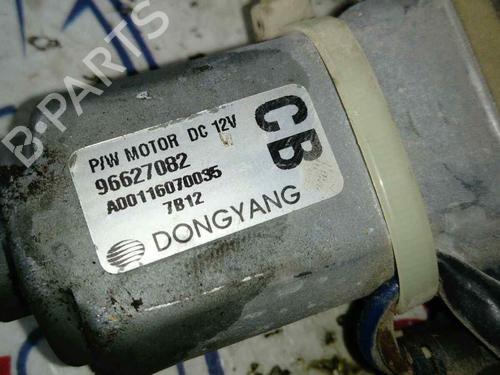 P/W MOTOR DC 12V
CB
96627082
A00116070035
7B12
DONGYANG
B-PARTS